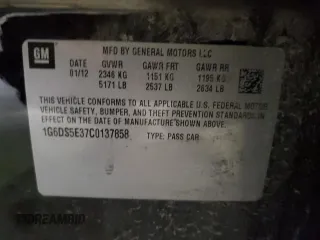 GM
MFD BY GENERAL MOTORS LLC
DATE GVWR GAWR FRT GAWR RR
01/12 2346 KG 1151 KG 1195 KG
5171 LB 2537 LB 2634 LB
THIS VEHICLE CONFORMS TO ALL APPLICABLE U.S. FEDERAL MOTOR
VEHICLE SAFETY, BUMPER, AND THEFT PREVENTION STANDARDS
IN EFFECT ON THE DATE OF MANUFACTURE SHOWN ABOVE.
1G6DS5E37C0137858 TYPE: PASS CAR